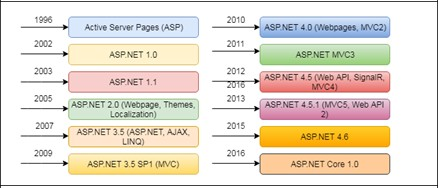 1996
Active Server Pages (ASP)
2002
ASP.NET 1.0
2003
ASP.NET 1.1
2005
ASP.NET 2.0 (Webpage, Themes,
Localization)
2007
ASP.NET 3.5 (ASP.NET, AJAX,
LINQ)
2009
ASP.NET 3.5 SP1 (MVC)
2010
ASP.NET 4.0 (Webpages, MVC2)
2011
ASP.NET MVC3
2012
ASP.NET 4.5 (Web API, SignalR,
MVC4)
2016
2013
ASP.NET 4.5.1 (MVC5, Web API
2)
2015
ASP.NET 4.6
2016
ASP.NET Core 1.0